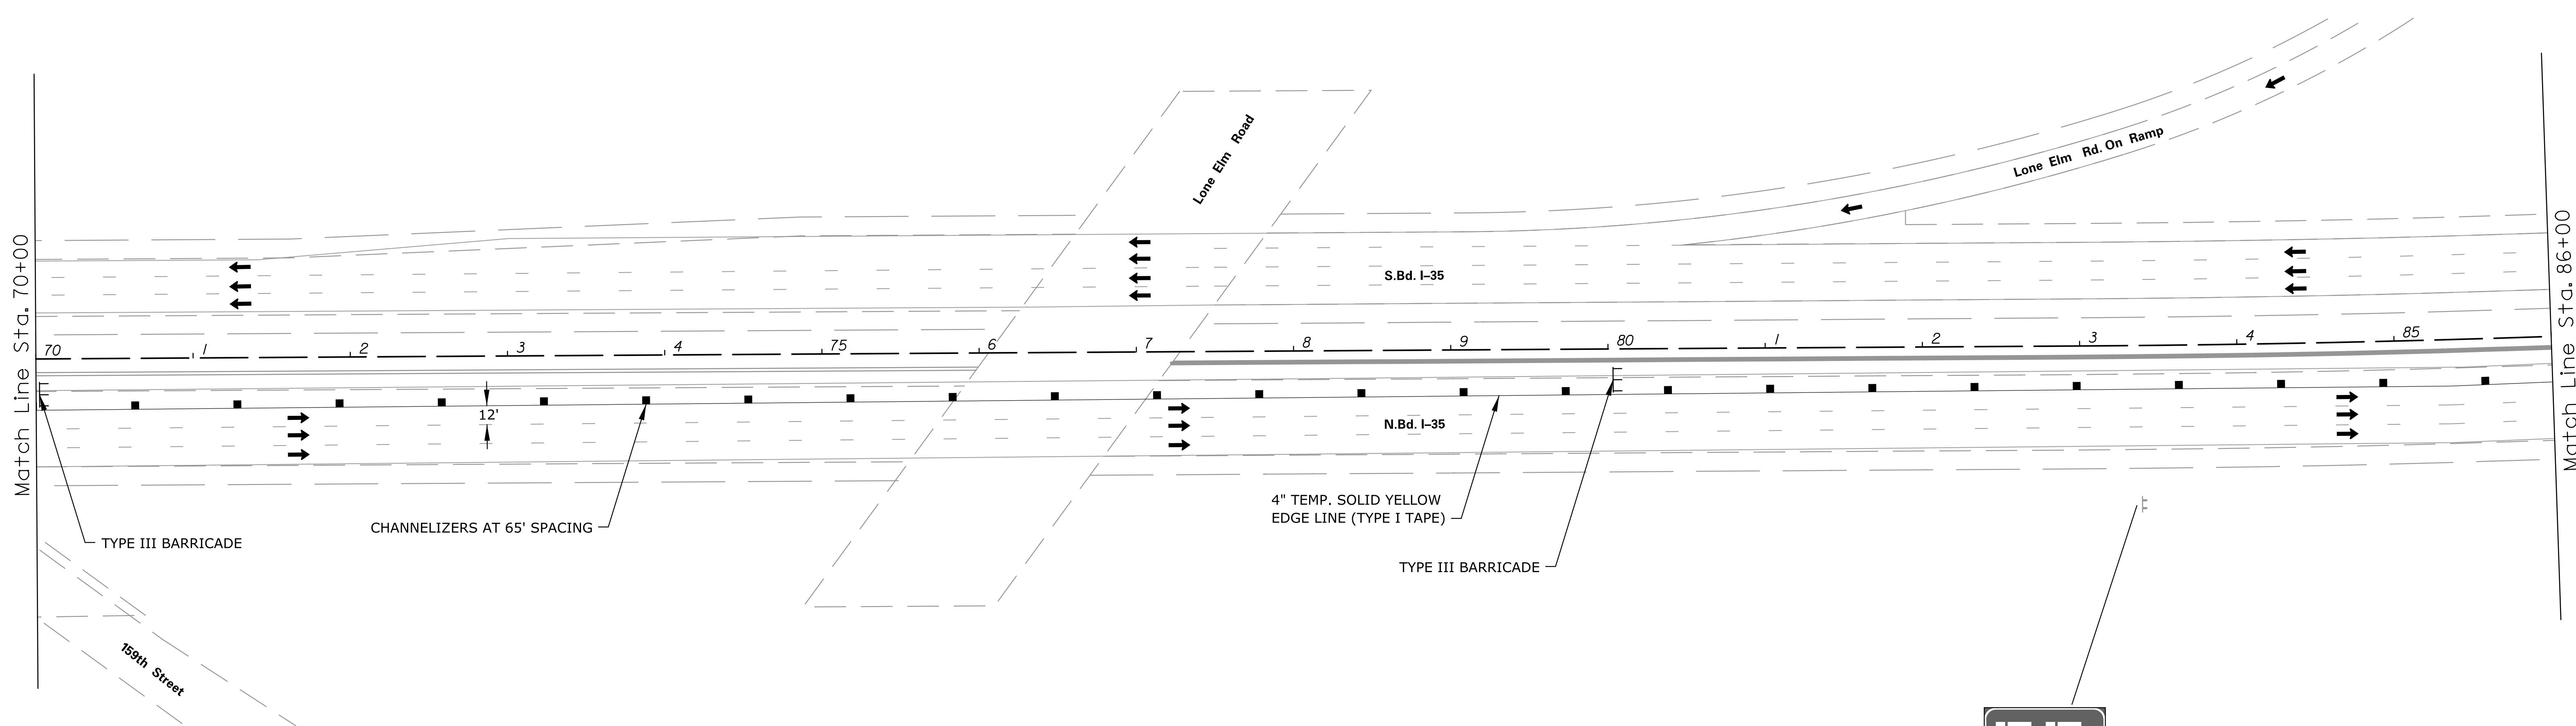 Match Line Sta. 70+00
Lone Elm Road
Lone Elm Rd. On Ramp
S.Bd. I-35
70 1 2 3 4 75 6 7 8 9 80 1 2 3 4 85
12'
N.Bd. I-35
4" TEMP. SOLID YELLOW
EDGE LINE (TYPE I TAPE)
CHANNELIZERS AT 65' SPACING
TYPE III BARRICADE
TYPE III BARRICADE
159th Street
Match Line Sta. 86+00